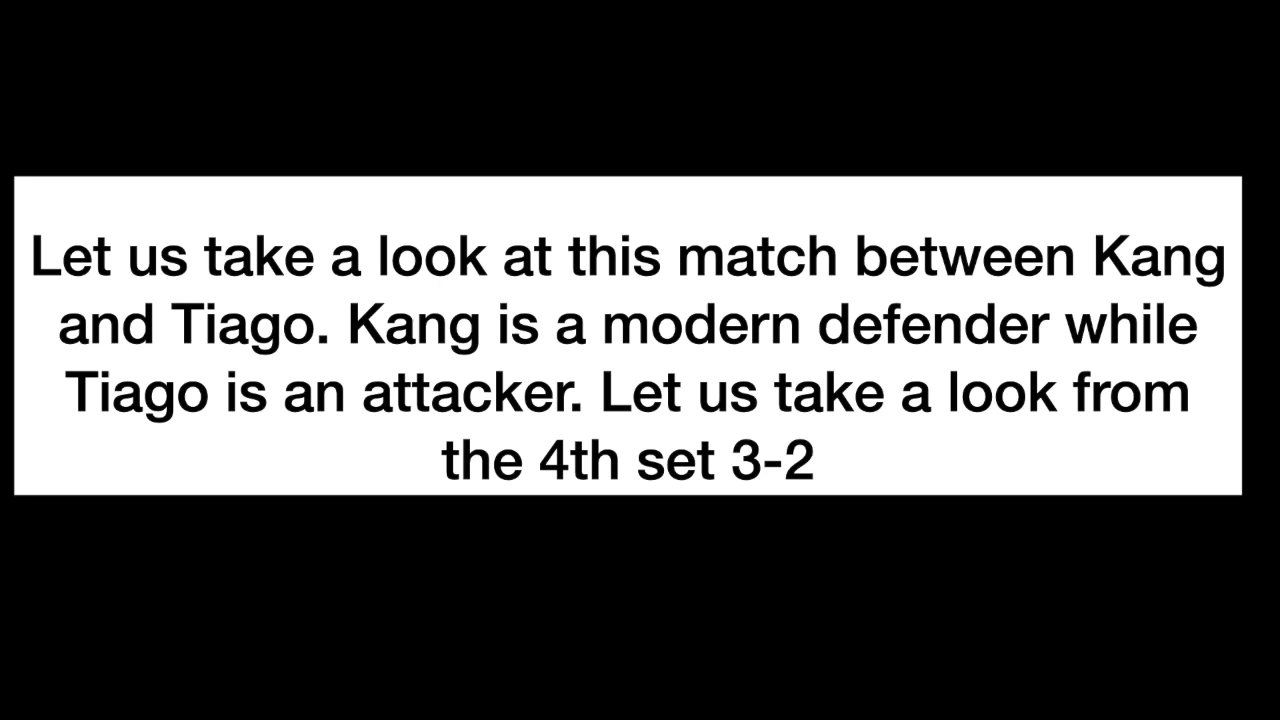 Let us take a look at this match between Kang
and Tiago. Kang is a modern defender while
Tiago is an attacker. Let us take a look from
the 4th set 3-2